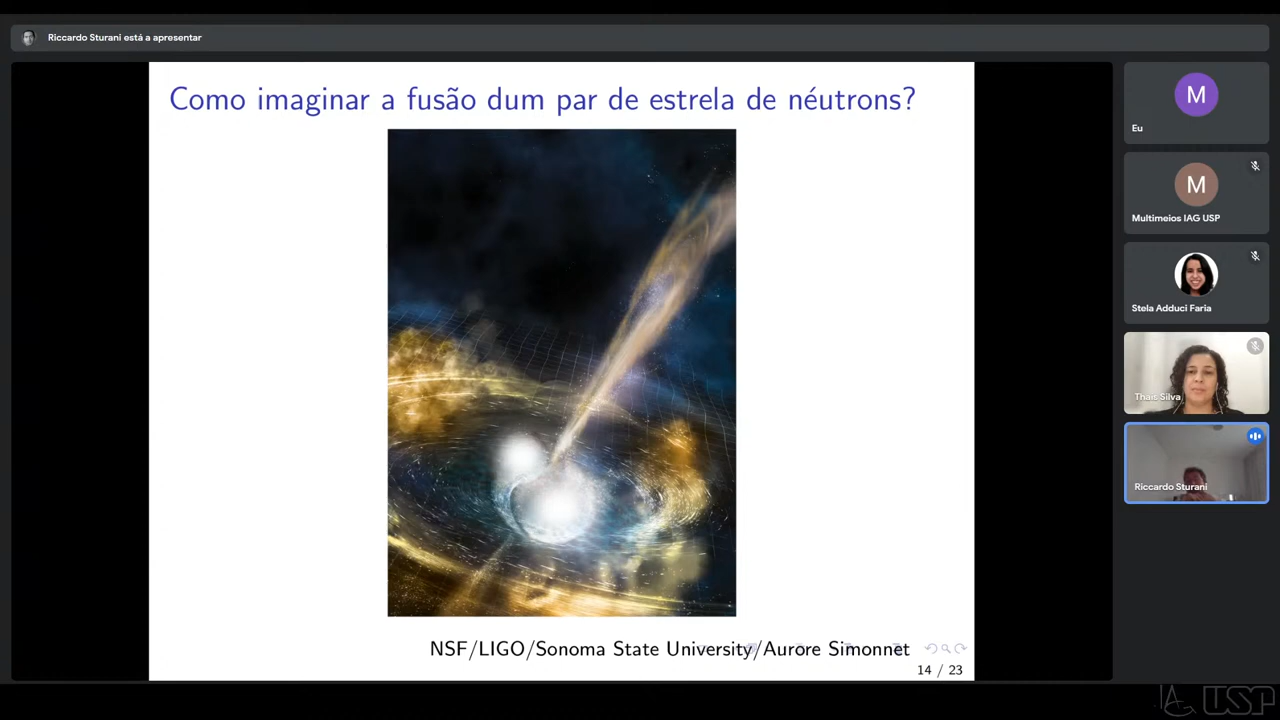 Riccardo Sturani está a apresentar
Como imaginar a fusão dum par de estrela de néutrons?
NSF/LIGO/Sonoma State University/Aurore Simonnet
14 / 23
M
Eu
M
Multimeios IAG USP
Stela Adduci Faria
Thais Silva
Riccardo Sturani
USP